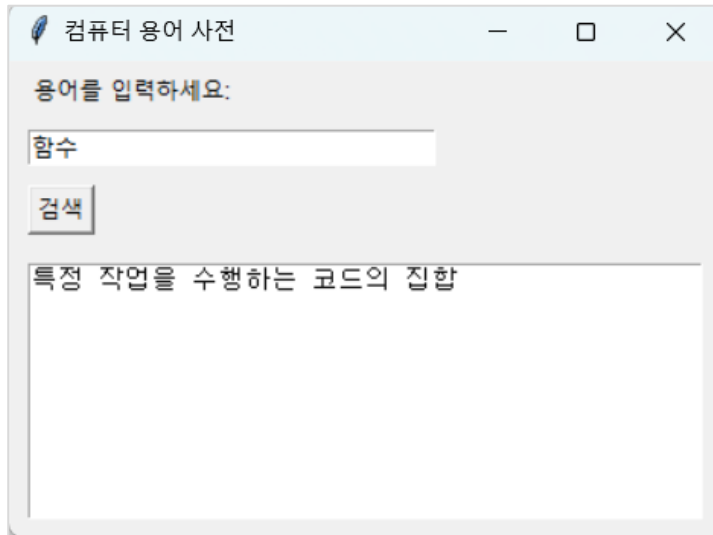 컴퓨터 용어 사전
용어를 입력하세요:
함수
검색
특정 작업을 수행하는 코드의 집합